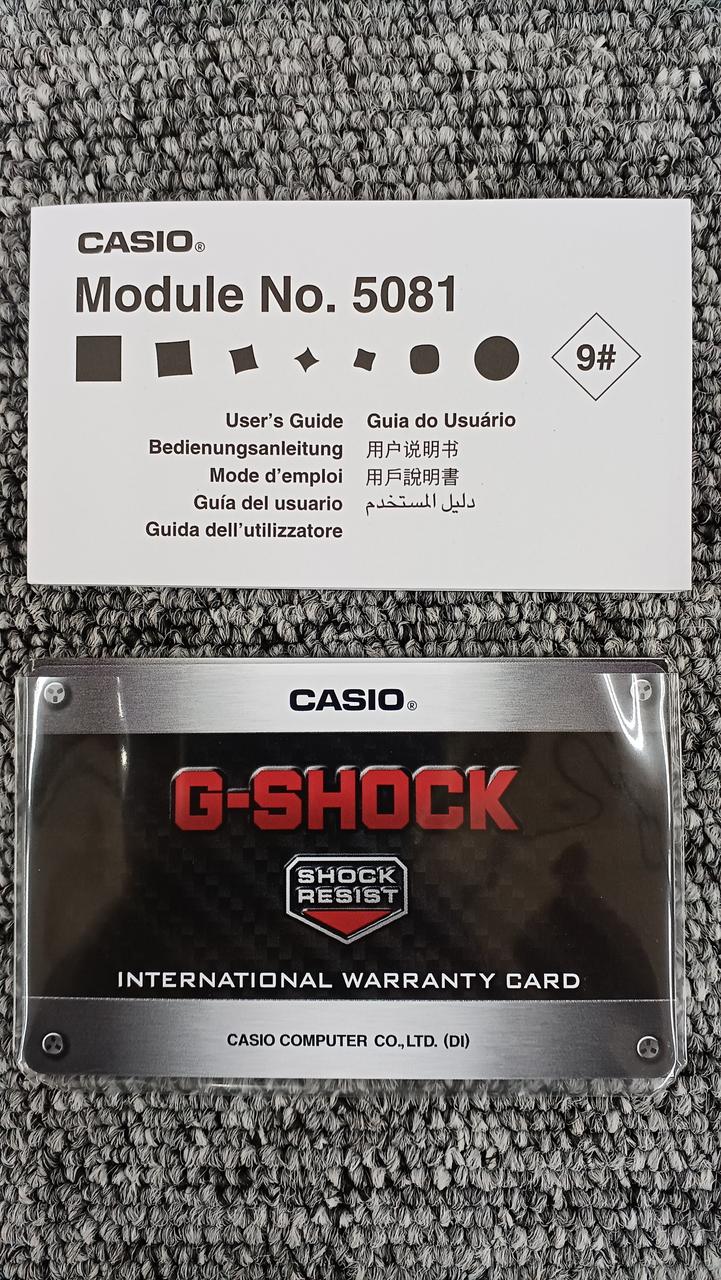 CASIO®
Module No. 5081
9#
User's Guide
Bedienungsanleitung
Mode d'emploi
Guía del usuario
Guida dell'utilizzatore
Guia do Usuário
用户说明书
用戶說明書
دليل المستخدم
CASIO®
G-SHOCK
SHOCK
RESIST
INTERNATIONAL WARRANTY CARD
CASIO COMPUTER CO.,LTD. (DI)